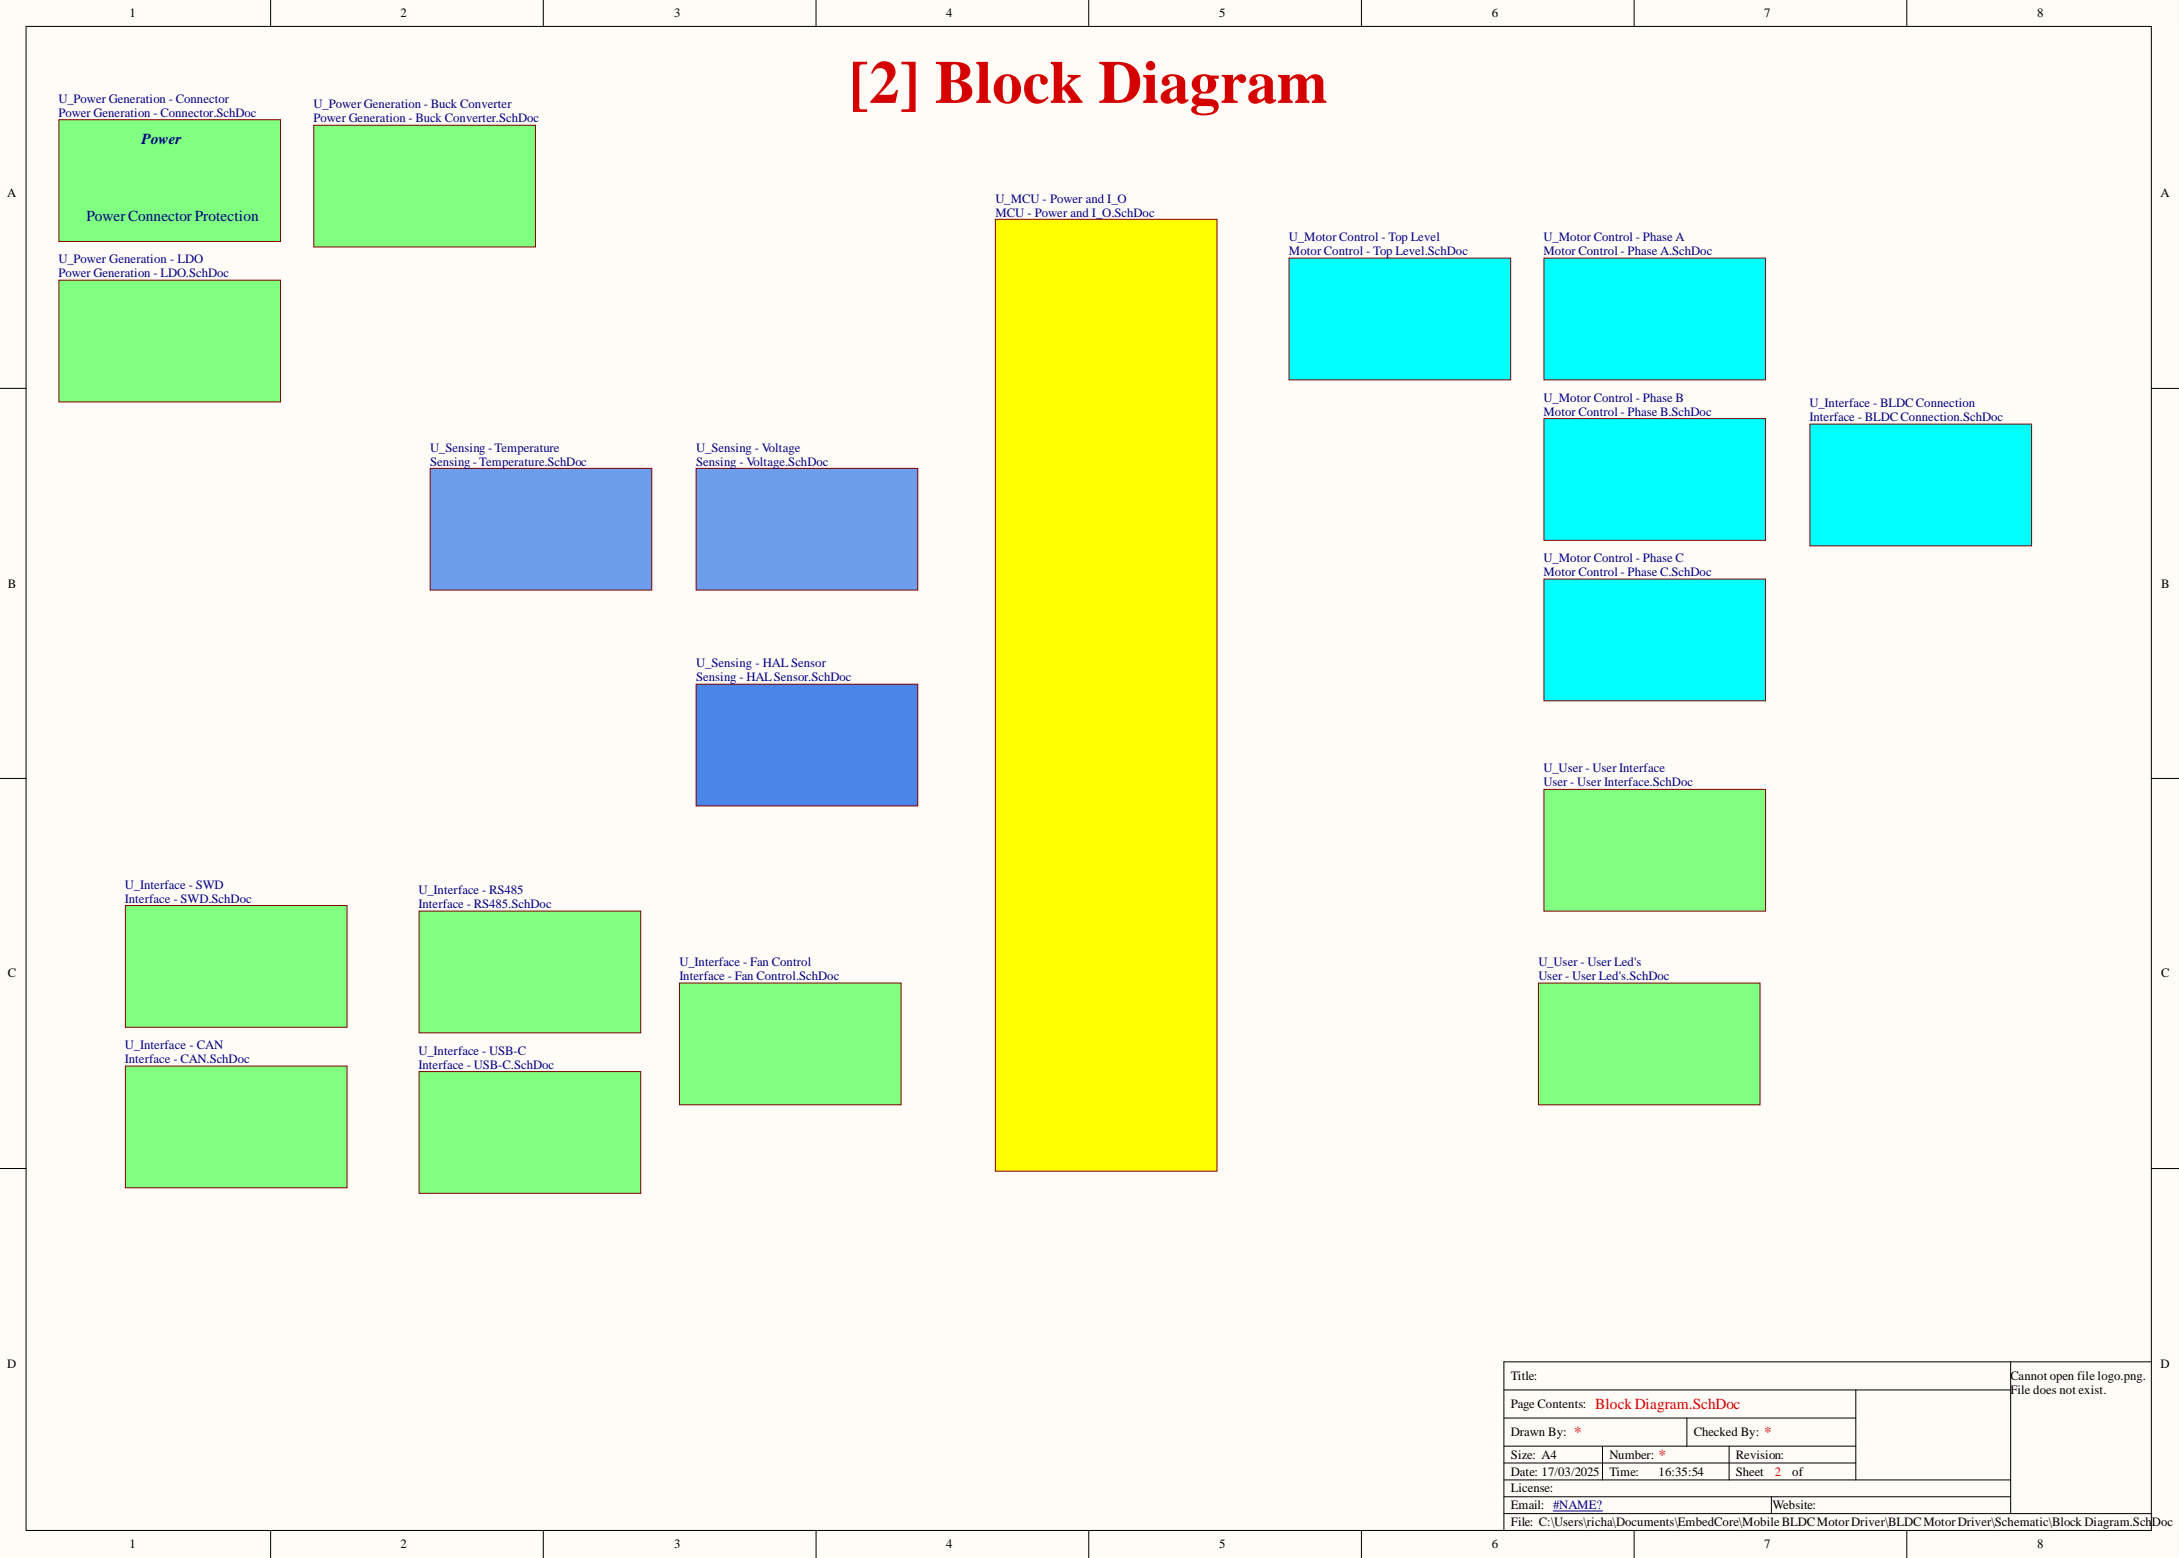 1 2 3 4 5 6 7 8
[2] Block Diagram
U_Power Generation - Connector
Power Generation - Connector.SchDoc
Power
Power Connector Protection
U_Power Generation - Buck Converter
Power Generation - Buck Converter.SchDoc
A
A
U_Power Generation - LDO
Power Generation - LDO.SchDoc
U_MCU - Power and I_O
MCU - Power and I_O.SchDoc
U_Motor Control - Top Level
Motor Control - Top Level.SchDoc
U_Motor Control - Phase A
Motor Control - Phase A.SchDoc
U_Motor Control - Phase B
Motor Control - Phase B.SchDoc
U_Interface - BLDC Connection
Interface - BLDC Connection.SchDoc
U_Sensing - Temperature
Sensing - Temperature.SchDoc
U_Sensing - Voltage
Sensing - Voltage.SchDoc
U_Motor Control - Phase C
Motor Control - Phase C.SchDoc
B
B
U_Sensing - HAL Sensor
Sensing - HAL Sensor.SchDoc
U_User - User Interface
User - User Interface.SchDoc
U_Interface - SWD
Interface - SWD.SchDoc
U_Interface - RS485
Interface - RS485.SchDoc
U_Interface - Fan Control
Interface - Fan Control.SchDoc
U_User - User Led's
User - User Led's.SchDoc
C
C
U_Interface - CAN
Interface - CAN.SchDoc
U_Interface - USB-C
Interface - USB-C.SchDoc
D
D
Title:
Cannot open file logo.png.
File does not exist.
Page Contents: Block Diagram.SchDoc
Drawn By: * Checked By: *
Size: A4 Number: * Revision:
Date: 17/03/2025 Time: 16:35:54 Sheet 2 of
License:
Email: #NAME? Website:
File: C:\Users\richa\Documents\EmbedCore\Mobile BLDC Motor Driver\BLDC Motor Driver\Schematic\Block Diagram.SchDoc
1 2 3 4 5 6 7 8